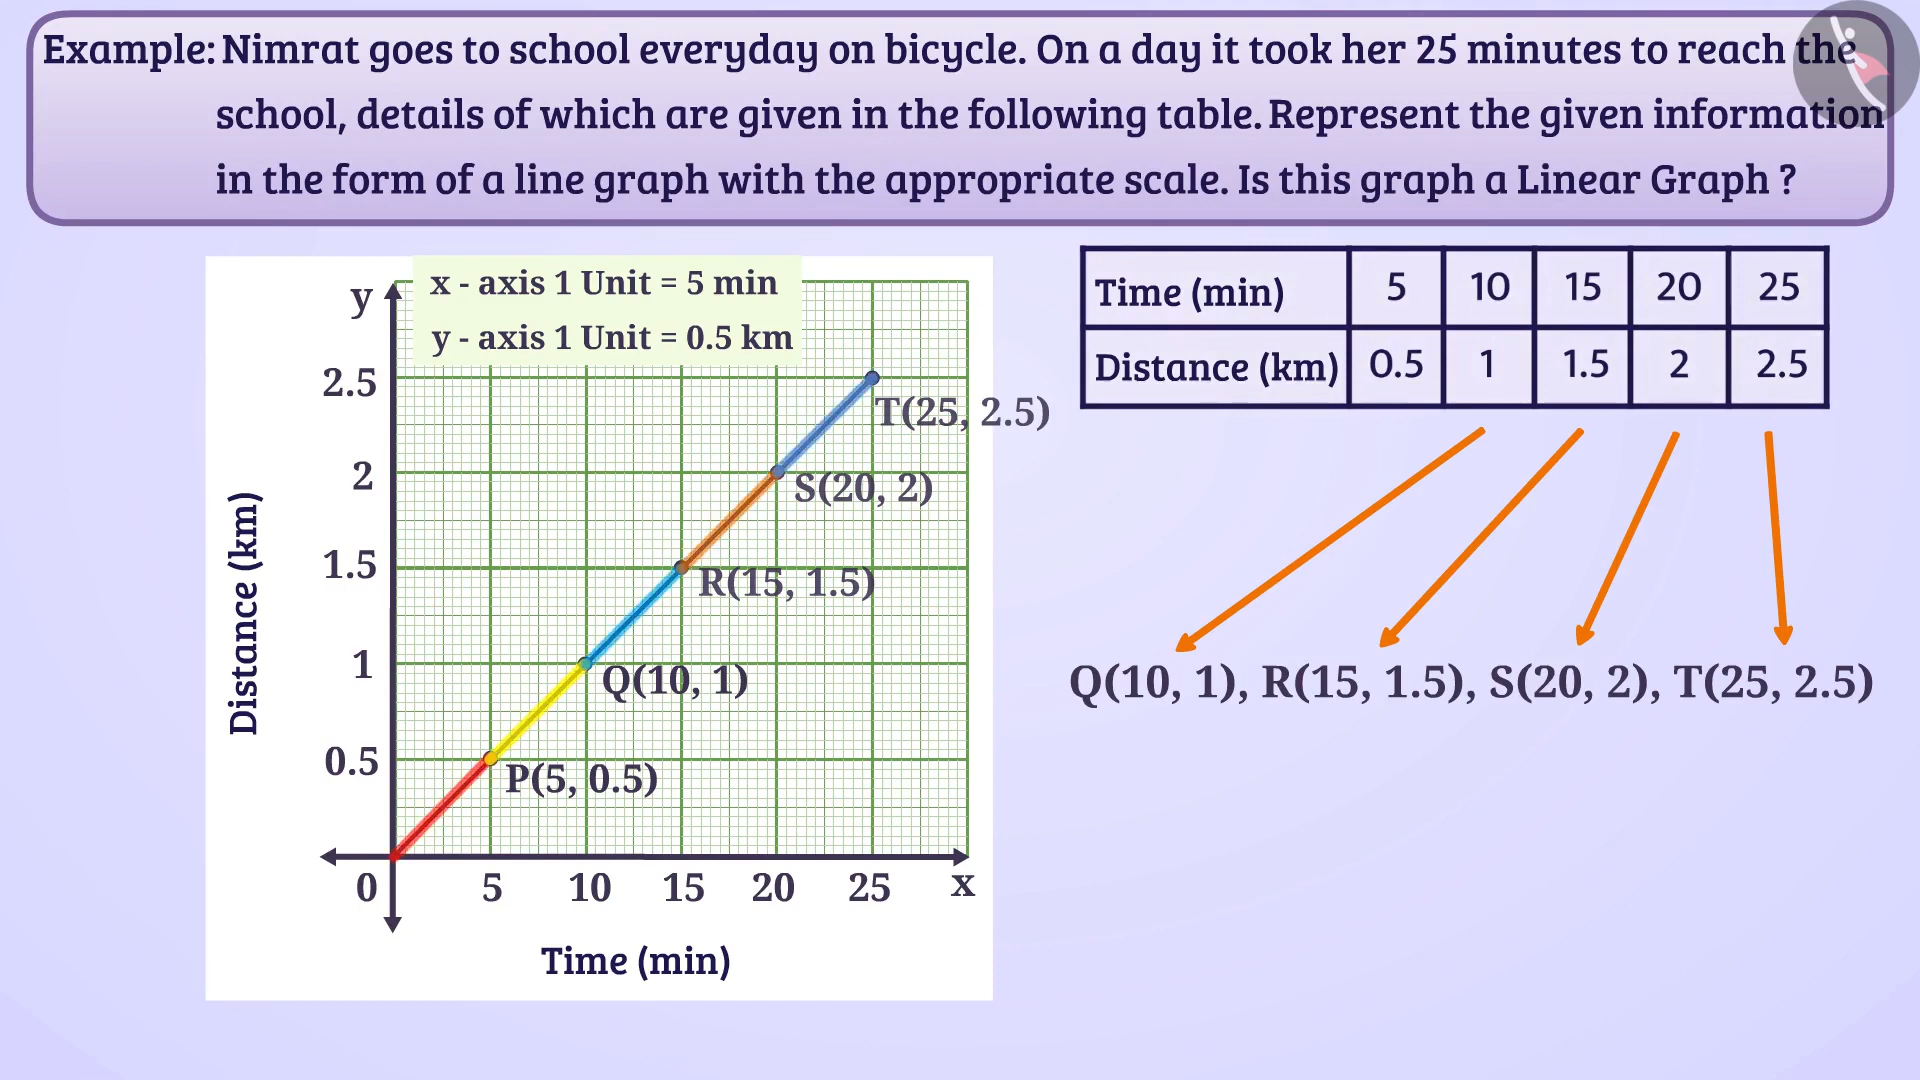 Example: Nimrat goes to school everyday on bicycle. On a day it took her 25 minutes to reach the
school, details of which are given in the following table. Represent the given information
in the form of a line graph with the appropriate scale. Is this graph a Linear Graph ?
x - axis 1 Unit = 5 min
y - axis 1 Unit = 0.5 km
y
2.5
2
1.5
1
0.5
0
5 10 15 20 25 x
Distance (km)
Time (min)
T(25, 2.5)
S(20, 2)
R(15, 1.5)
Q(10, 1)
P(5, 0.5)
Time (min) 5 10 15 20 25
Distance (km) 0.5 1 1.5 2 2.5
Q(10, 1), R(15, 1.5), S(20, 2), T(25, 2.5)